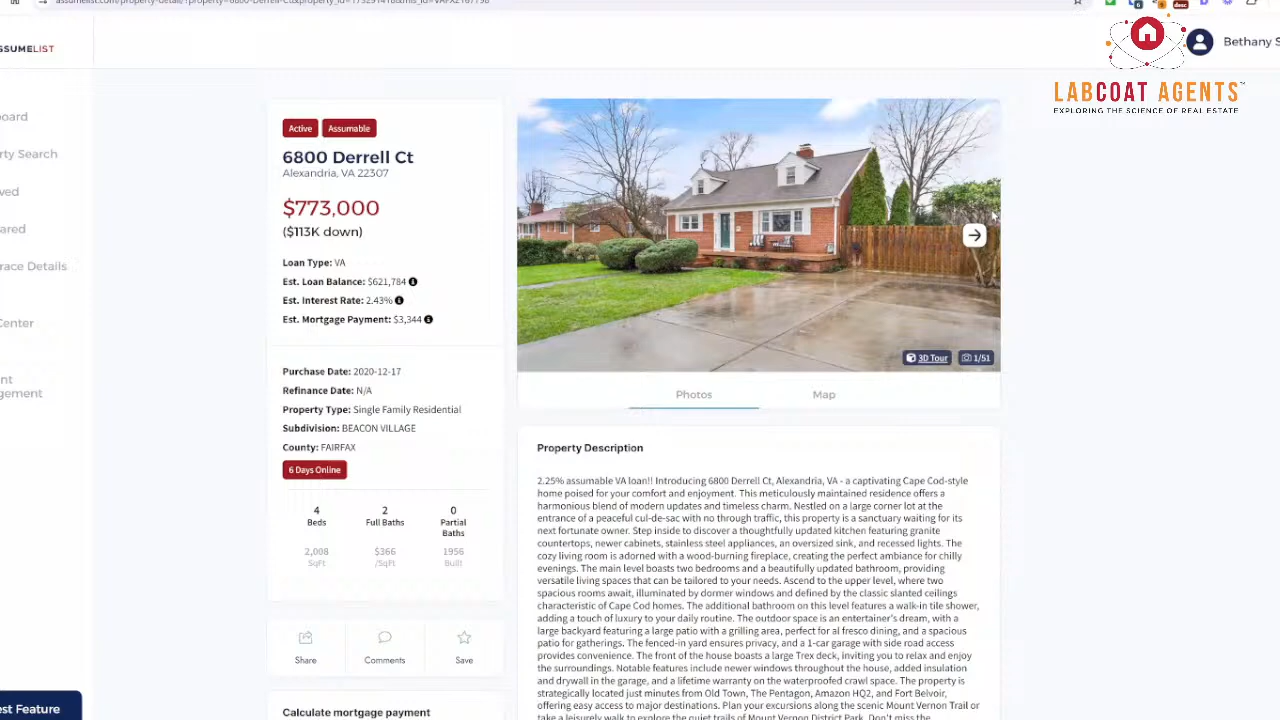 SSUMELIST
Bethany S
LABCOAT AGENTS
EXPLORING THE SCIENCE OF REAL ESTATE
oard
rty Search
ved
ared
race Details
Center
nt
gement
est Feature
Active
Assumable
6800 Derrell Ct
Alexandria, VA 22307
$773,000
($113K down)
Loan Type: VA
Est. Loan Balance: $621,784
Est. Interest Rate: 2.43%
Est. Mortgage Payment: $3,344
Purchase Date: 2020-12-17
Refinance Date: N/A
Property Type: Single Family Residential
Subdivision: BEACON VILLAGE
County: FAIRFAX
6 Days Online
4
Beds
2
Full Baths
0
Partial
Baths
2,008
SqFt
$366
/SqFt
1956
Built
Share
Comments
Save
Calculate mortgage payment
3D Tour
1/51
Photos
Map
Property Description
2.25% assumable VA loan!! Introducing 6800 Derrell Ct, Alexandria, VA - a captivating Cape Cod-style
home poised for your comfort and enjoyment. This meticulously maintained residence offers a
harmonious blend of modern updates and timeless charm. Nestled on a large corner lot at the
entrance of a peaceful cul-de-sac with no through traffic, this property is a sanctuary waiting for its
next fortunate owner. Step inside to discover a thoughtfully updated kitchen featuring granite
countertops, newer cabinets, stainless steel appliances, an oversized sink, and recessed lights. The
cozy living room is adorned with a wood-burning fireplace, creating the perfect ambiance for chilly
evenings. The main level boasts two bedrooms and a beautifully updated bathroom, providing
versatile living spaces that can be tailored to your needs. Ascend to the upper level, where two
spacious rooms await, illuminated by dormer windows and defined by the classic slanted ceilings
characteristic of Cape Cod homes. The additional bathroom on this level features a walk-in tile shower,
adding a touch of luxury to your daily routine. The outdoor space is an entertainer's dream, with a
large backyard featuring a large patio with a grilling area, perfect for al fresco dining, and a spacious
patio for gatherings. The fenced-in yard ensures privacy, and a 1-car garage with side road access
provides convenience. The front of the house boasts a large Trex deck, inviting you to relax and enjoy
the surroundings. Notable features include newer windows throughout the house, added insulation
and drywall in the garage, and a lifetime warranty on the waterproofed crawl space. The property is
strategically located just minutes from Old Town, The Pentagon, Amazon HQ2, and Fort Belvoir,
offering easy access to major destinations. Plan your excursions along the scenic Mount Vernon Trail or
take a leisurely walk to explore the quiet trails of Mount Vernon District Park. Don't miss the